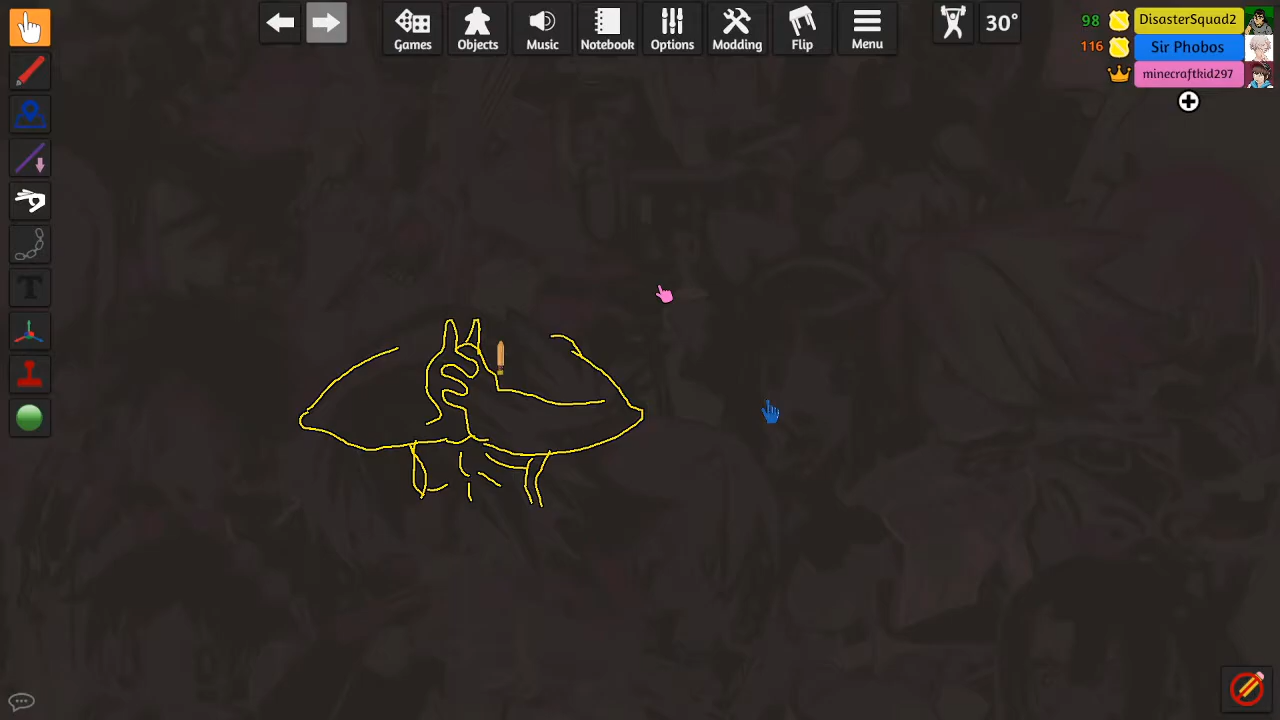 Games Objects Music Notebook Options Modding Flip Menu 30°
98 DisasterSquad2
116 Sir Phobos
minecraftkid297
T